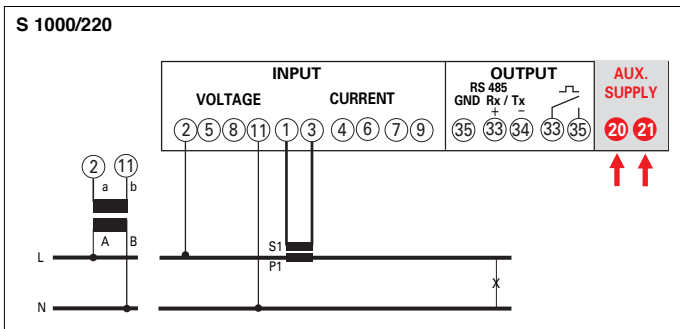 S 1000/220
INPUT
OUTPUT
AUX.
SUPPLY
VOLTAGE
CURRENT
RS 485
GND Rx / Tx
+ −
2 5 8 11 1 3 4 6 7 9
35 33 34 33 35
20 21
2 11
a b
A B
S1
P1
L
N
X